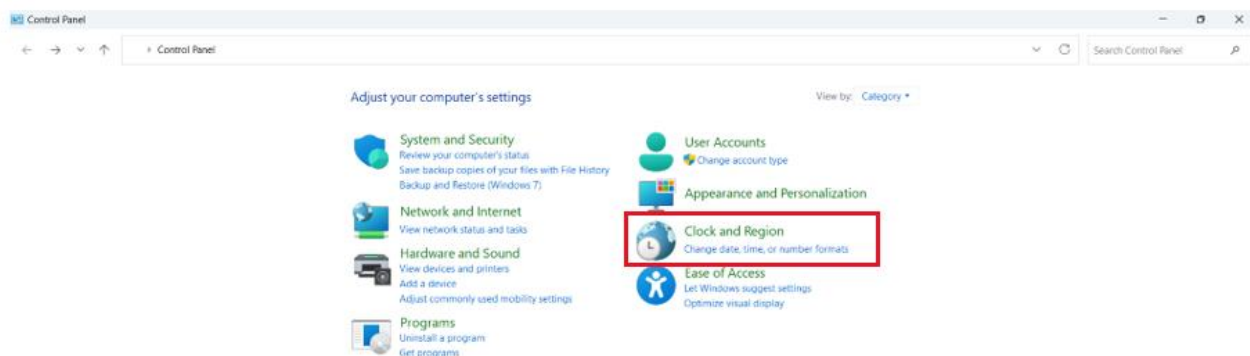 Control Panel
Control Panel
Search Control Panel
Adjust your computer's settings
View by: Category
System and Security
Review your computer's status
Save backup copies of your files with File History
Backup and Restore (Windows 7)
Network and Internet
View network status and tasks
Hardware and Sound
View devices and printers
Add a device
Adjust commonly used mobility settings
Programs
Uninstall a program
Get programs
User Accounts
Change account type
Appearance and Personalization
Clock and Region
Change date, time, or number formats
Ease of Access
Let Windows suggest settings
Optimize visual display